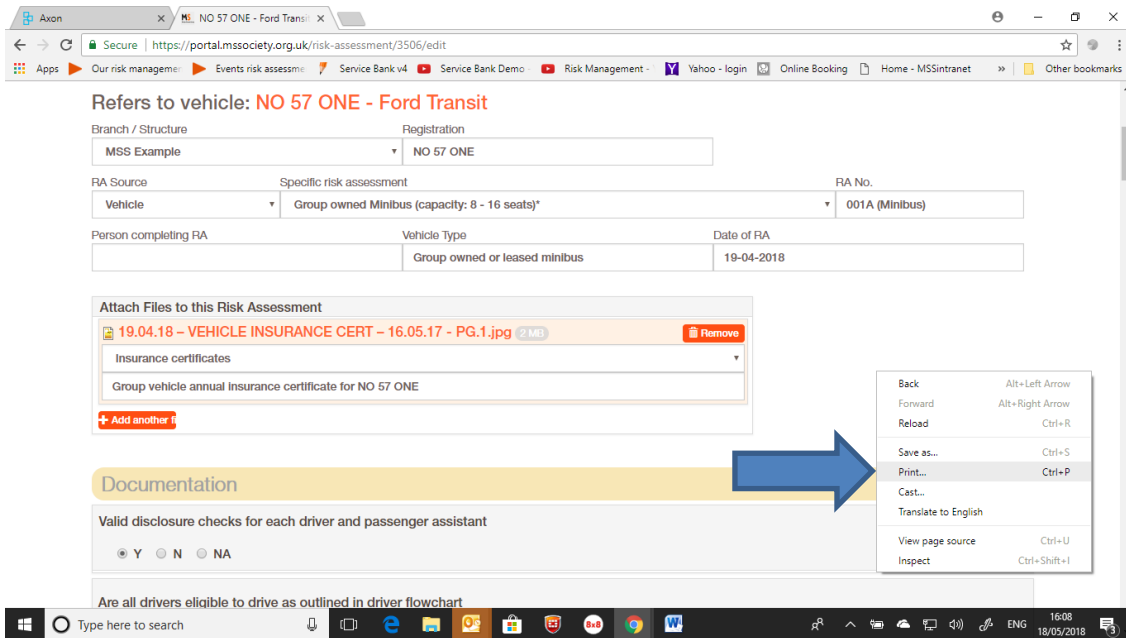 Axon
MS NO 57 ONE - Ford Transit
Secure | https://portal.mssociety.org.uk/risk-assessment/3506/edit
Apps Our risk managemen Events risk assessme Service Bank v4 Service Bank Demo - Risk Management - Yahoo - login Online Booking Home - MSSintranet » Other bookmarks
Refers to vehicle: NO 57 ONE - Ford Transit
Branch / Structure Registration
MSS Example NO 57 ONE
RA Source Specific risk assessment RA No.
Vehicle Group owned Minibus (capacity: 8 - 16 seats)* 001A (Minibus)
Person completing RA Vehicle Type Date of RA
Group owned or leased minibus 19-04-2018
Attach Files to this Risk Assessment
19.04.18 – VEHICLE INSURANCE CERT – 16.05.17 - PG.1.jpg 2 MB Remove
Insurance certificates
Group vehicle annual insurance certificate for NO 57 ONE
+ Add another fi
Back Alt+Left Arrow
Forward Alt+Right Arrow
Reload Ctrl+R
Save as... Ctrl+S
Print... Ctrl+P
Cast...
Translate to English
View page source Ctrl+U
Inspect Ctrl+Shift+I
Documentation
Valid disclosure checks for each driver and passenger assistant
Y N NA
Are all drivers eligible to drive as outlined in driver flowchart
Type here to search
8x8
ENG
16:08
18/05/2018
3